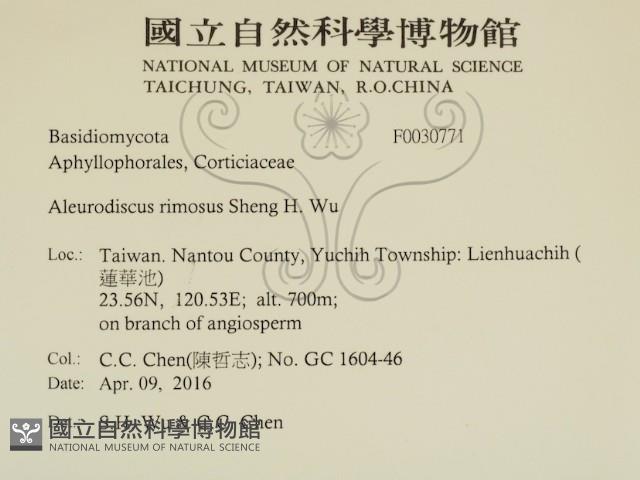 國立自然科學博物館
NATIONAL MUSEUM OF NATURAL SCIENCE
TAICHUNG, TAIWAN, R.O.CHINA
Basidiomycota F0030771
Aphyllophorales, Corticiaceae
Aleurodiscus rimosus Sheng H. Wu
Loc.: Taiwan. Nantou County, Yuchih Township: Lienhuachih (
蓮華池)
23.56N, 120.53E; alt. 700m;
on branch of angiosperm
Col.: C.C. Chen(陳哲志); No. GC 1604-46
Date: Apr. 09, 2016
Det.: S.H. Wu & C.C. Chen
國立自然科學博物館
NATIONAL MUSEUM OF NATURAL SCIENCE